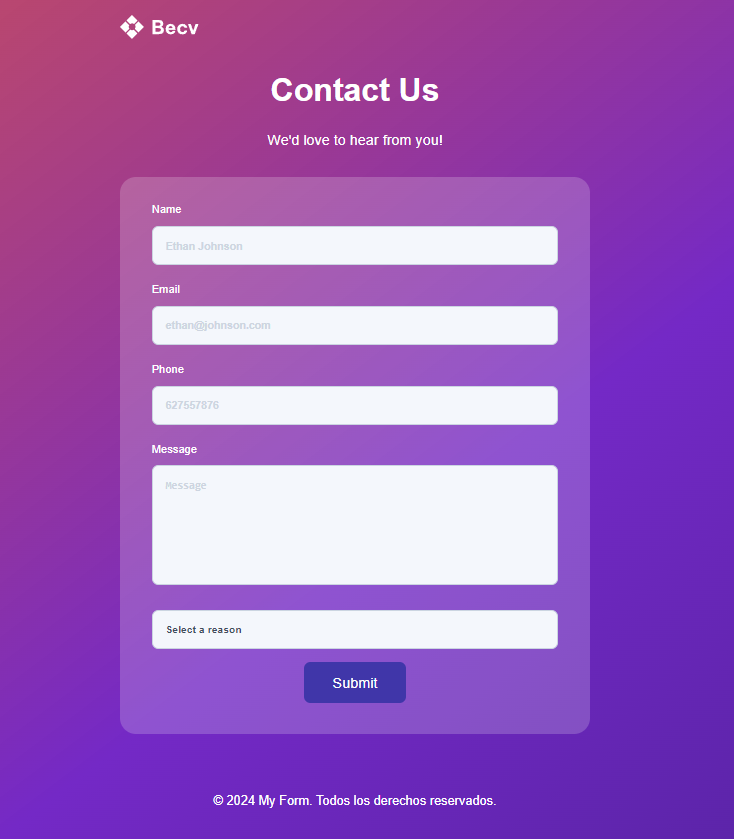 Becv
Contact Us
We'd love to hear from you!
Name
Ethan Johnson
Email
ethan@johnson.com
Phone
627557876
Message
Message
Select a reason
Submit
© 2024 My Form. Todos los derechos reservados.